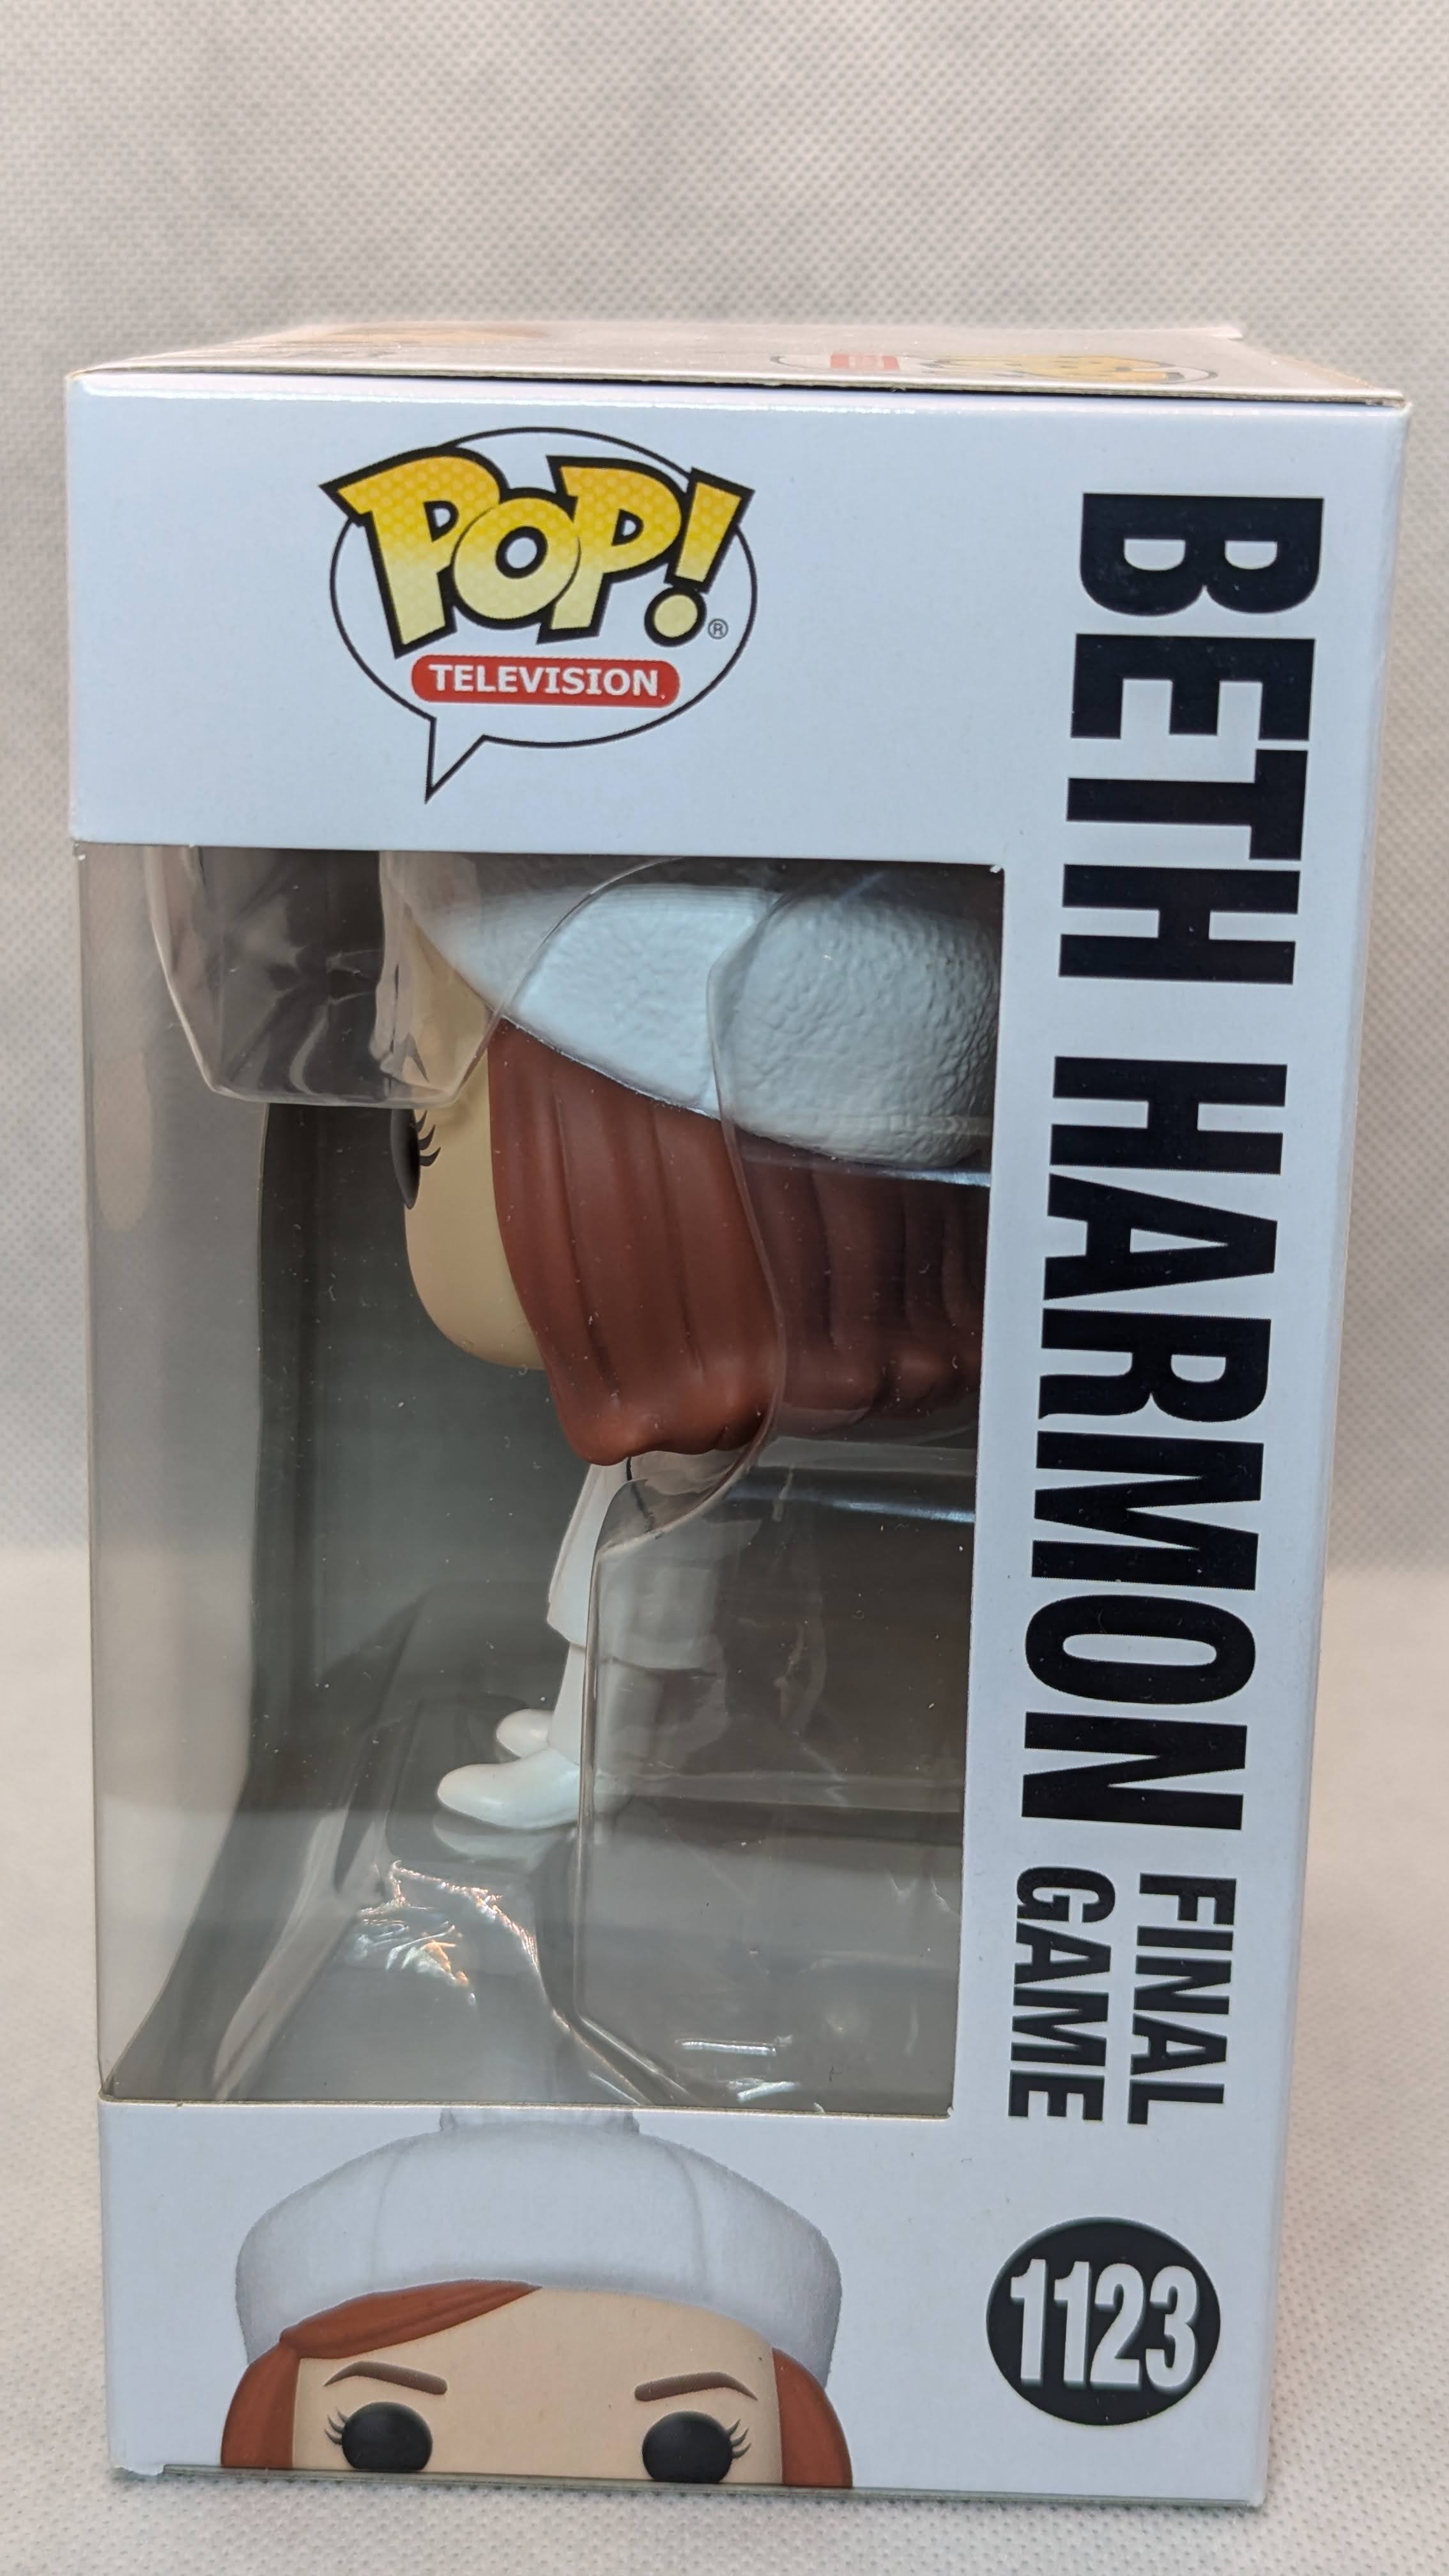 POP!®
TELEVISION
BETH HARMON
FINAL
GAME
1123